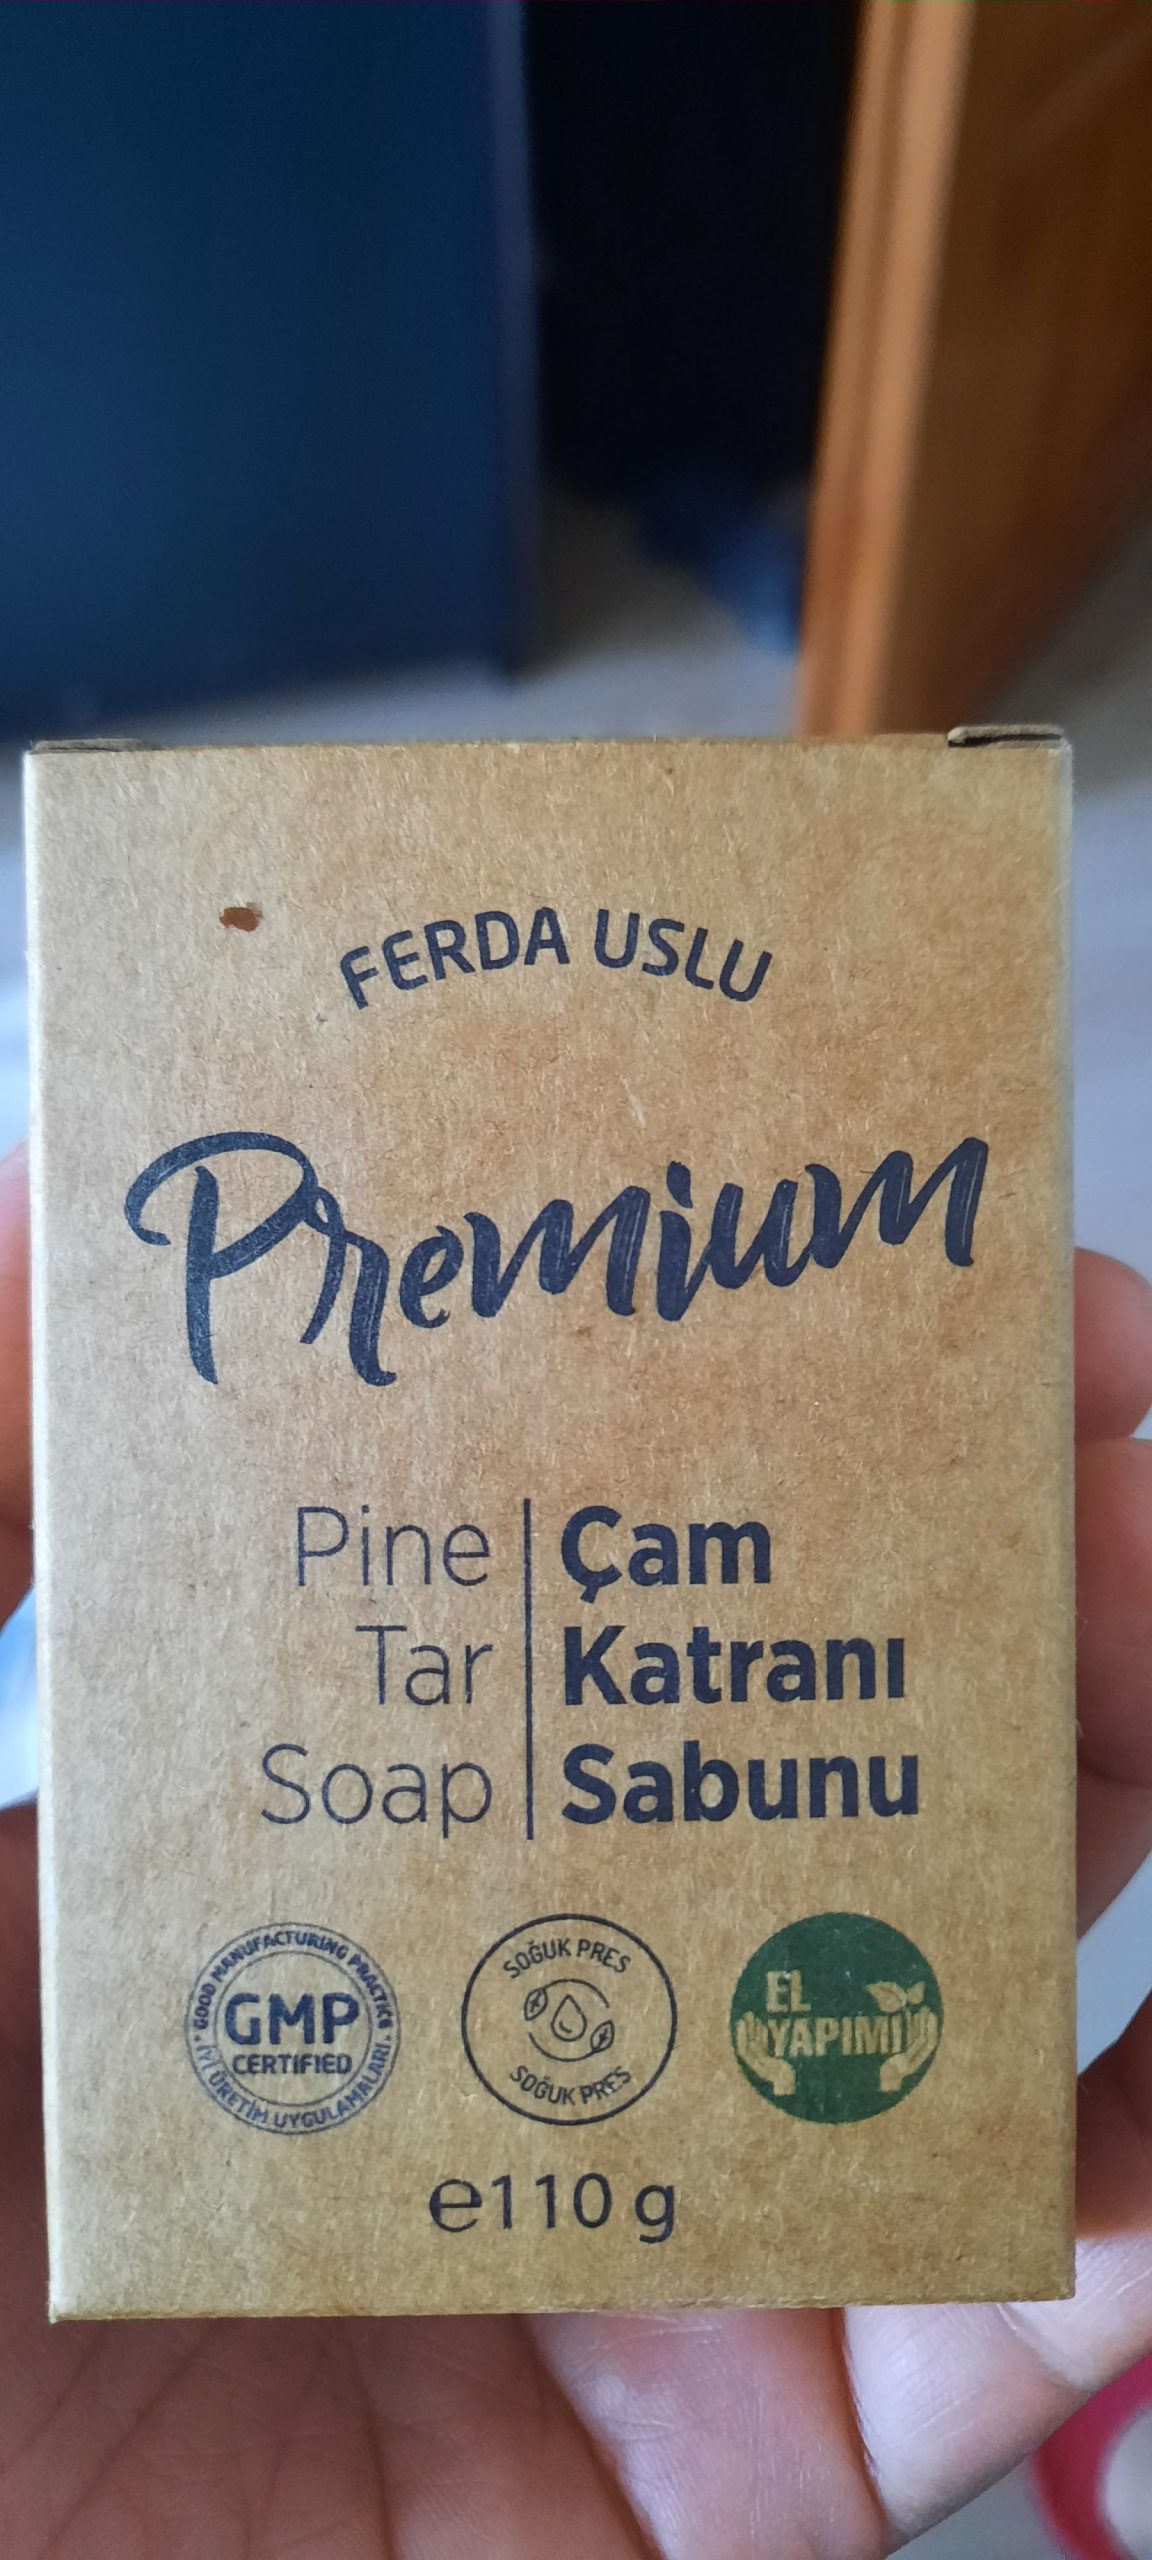 FERDA USLU
Premium
Pine
Tar
Soap
Çam
Katranı
Sabunu
GOOD MANUFACTURING PRACTICE
GMP
CERTIFIED
İYİ ÜRETİM UYGULAMALARI
SOĞUK PRES
SOĞUK PRES
EL
YAPIMI
e110 g